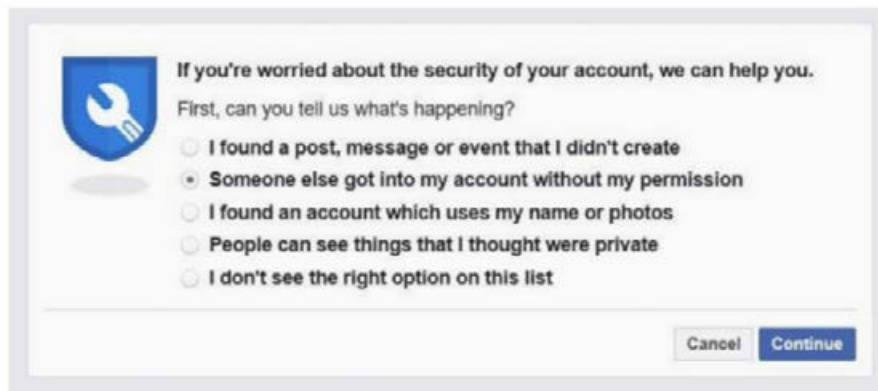 If you're worried about the security of your account, we can help you.
First, can you tell us what's happening?
I found a post, message or event that I didn't create
Someone else got into my account without my permission
I found an account which uses my name or photos
People can see things that I thought were private
I don't see the right option on this list
Cancel Continue